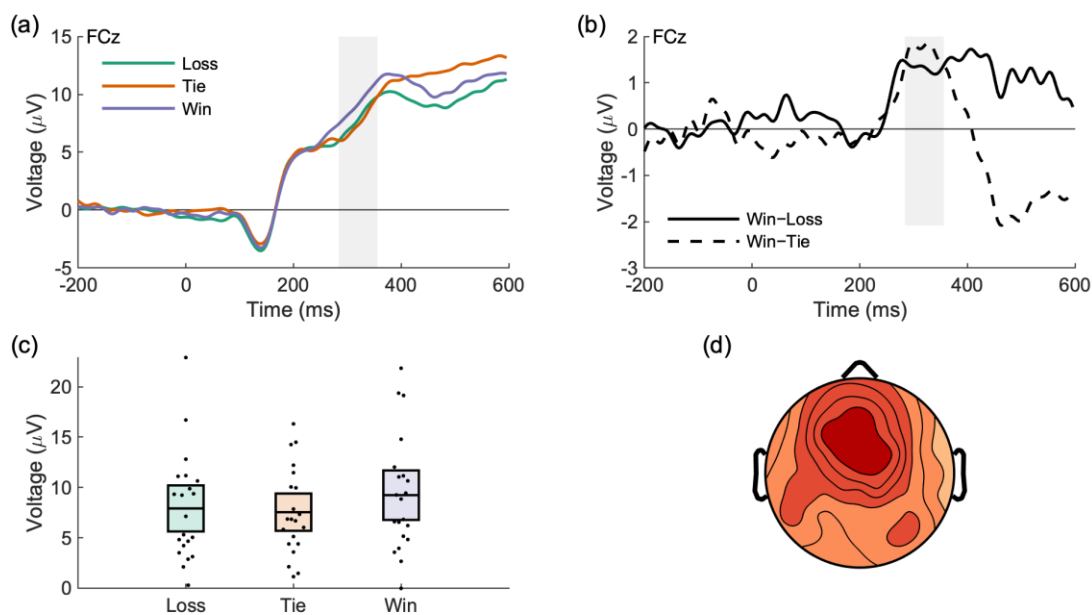 (a)
FCz
Loss
Tie
Win
Voltage (µV)
15
10
5
0
-5
-200
0
200
400
600
Time (ms)
(b)
FCz
Win−Loss
Win−Tie
Voltage (µV)
2
1
0
-1
-2
-3
-200
0
200
400
600
Time (ms)
(c)
Voltage (µV)
20
15
10
5
0
Loss
Tie
Win
(d)